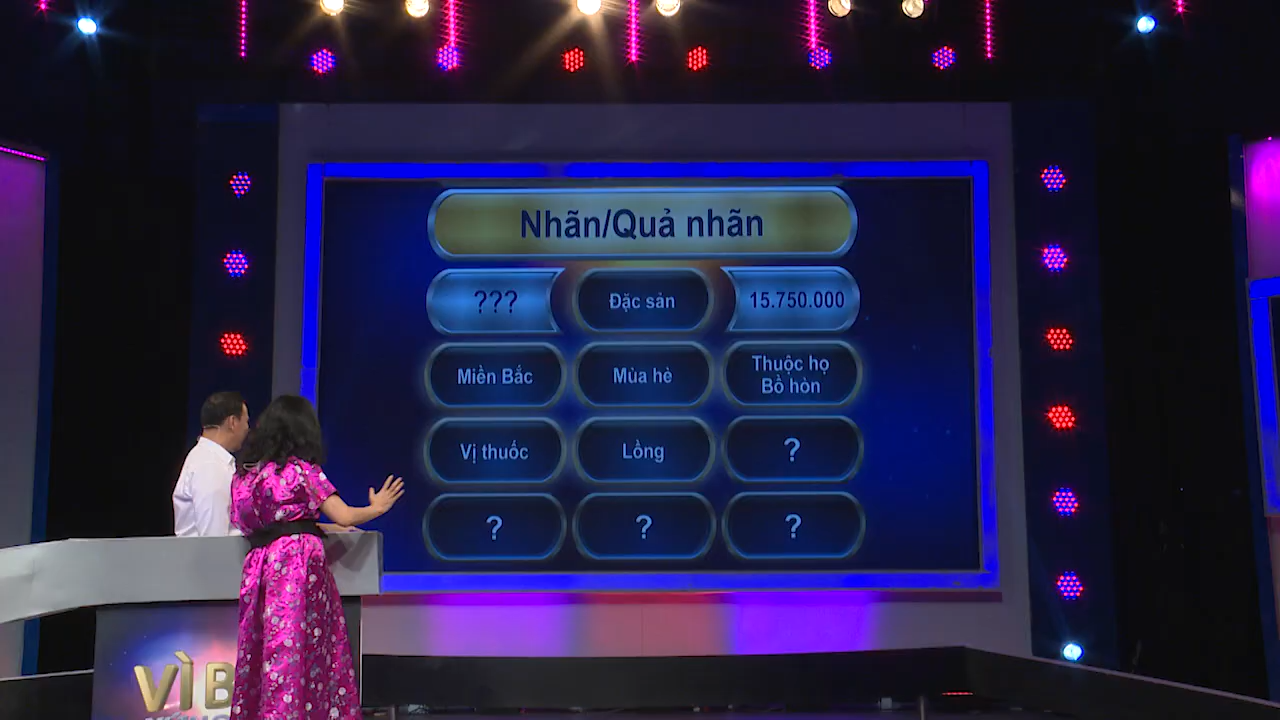 Nhãn/Quả nhãn
???
Đặc sản
15.750.000
Miền Bắc
Mùa hè
Thuộc họ
Bồ hòn
Vị thuốc
Lồng
?
?
?
?
VÌ B